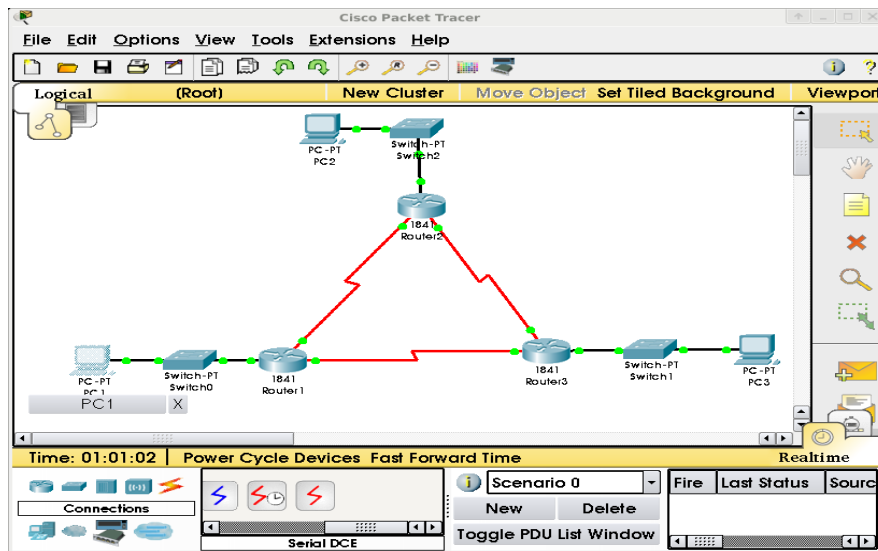 Cisco Packet Tracer
File Edit Options View Tools Extensions Help
Logical [Root] New Cluster Move Object Set Tiled Background Viewport
PC-PT
PC2
Switch-PT
Switch2
1841
Router2
PC-PT
PC1
Switch-PT
Switch0
1841
Router1
1841
Router3
Switch-PT
Switch1
PC-PT
PC3
PC1 X
Time: 01:01:02 Power Cycle Devices Fast Forward Time Realtime
Connections
Serial DCE
Scenario 0
New Delete
Toggle PDU List Window
Fire Last Status Sourc